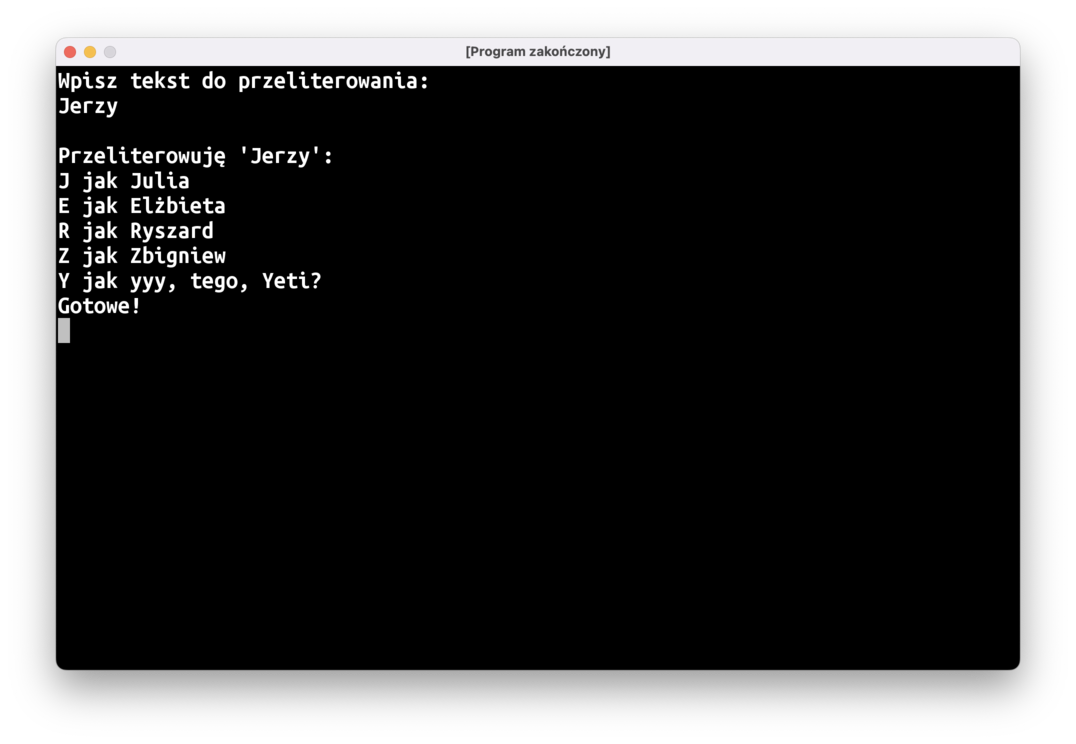 [Program zakończony]
Wpisz tekst do przeliterowania:
Jerzy
Przeliterowuję 'Jerzy':
J jak Julia
E jak Elżbieta
R jak Ryszard
Z jak Zbigniew
Y jak yyy, tego, Yeti?
Gotowe!